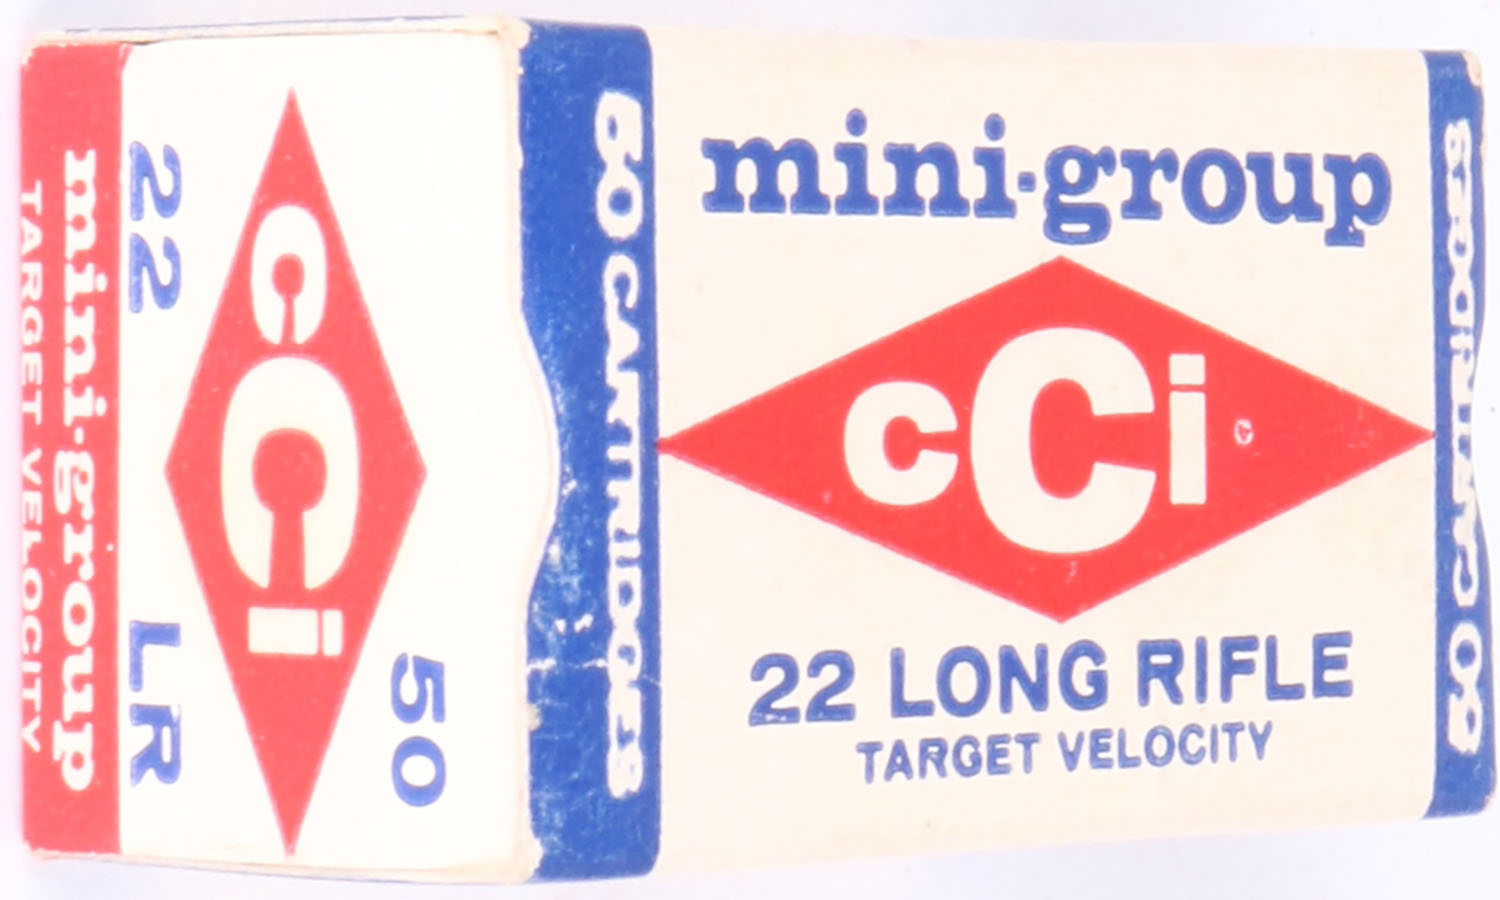 mini-group
cCi
22 LONG RIFLE
TARGET VELOCITY
50 CARTRIDGES
50 CARTRIDGES
50
cCi
22 LR
mini-group
TARGET VELOCITY